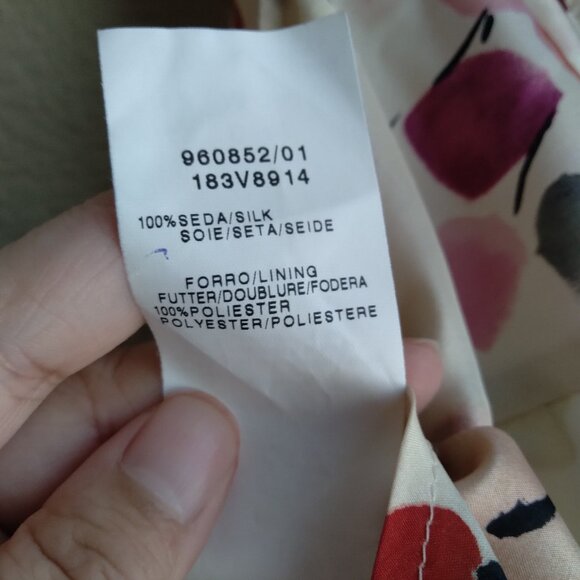 960852/01
183V8914
100%SEDA/SILK
SOIE/SETA/SEIDE
FORRO/LINING
FUTTER/DOUBLURE/FODERA
100%POLIESTER
POLYESTER/POLIESTERE